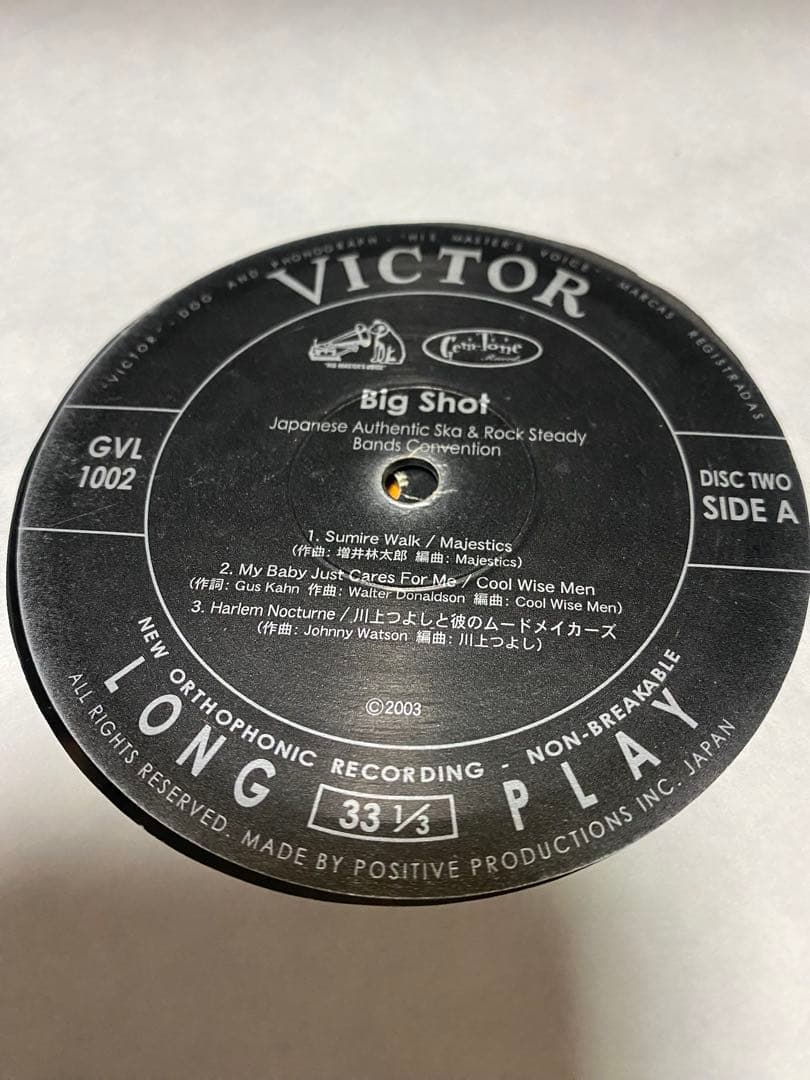 "VICTOR" - DOG AND PHONOGRAPH - "HIS MASTER'S VOICE" - MARCAS REGISTRADAS
VICTOR
"HIS MASTER'S VOICE"
Gem-Tone
Record
Big Shot
Japanese Authentic Ska & Rock Steady
Bands Convention
GVL
1002
DISC TWO
SIDE A
1. Sumire Walk / Majestics
(作曲: 増井林太郎 編曲: Majestics)
2. My Baby Just Cares For Me / Cool Wise Men
(作詞: Gus Kahn 作曲: Walter Donaldson 編曲: Cool Wise Men)
3. Harlem Nocturne / 川上つよしと彼のムードメイカーズ
(作曲: Johnny Watson 編曲: 川上つよし)
©2003
NEW ORTHOPHONIC RECORDING - NON-BREAKABLE
LONG PLAY
33 1/3
ALL RIGHTS RESERVED. MADE BY POSITIVE PRODUCTIONS INC. JAPAN